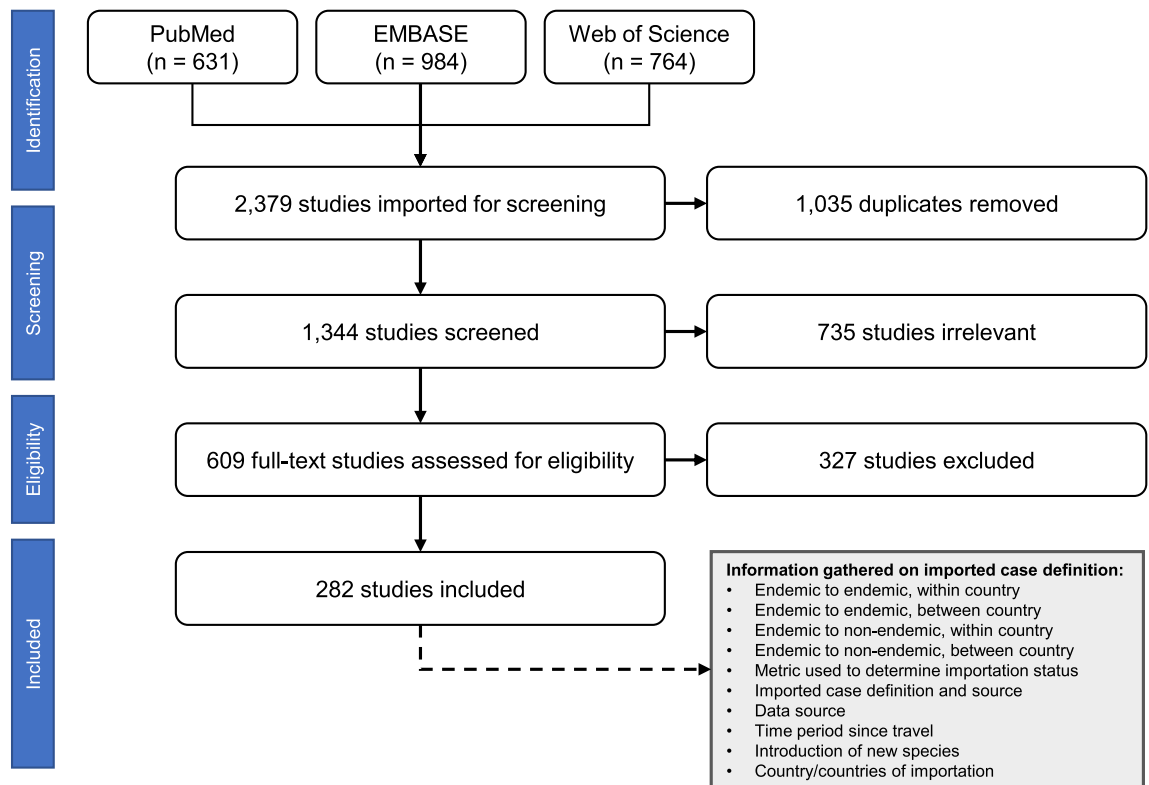 Identification
PubMed
(n = 631)
EMBASE
(n = 984)
Web of Science
(n = 764)
2,379 studies imported for screening
1,035 duplicates removed
Screening
1,344 studies screened
735 studies irrelevant
Eligibility
609 full-text studies assessed for eligibility
327 studies excluded
Included
282 studies included
Information gathered on imported case definition:
• Endemic to endemic, within country
• Endemic to endemic, between country
• Endemic to non-endemic, within country
• Endemic to non-endemic, between country
• Metric used to determine importation status
• Imported case definition and source
• Data source
• Time period since travel
• Introduction of new species
• Country/countries of importation